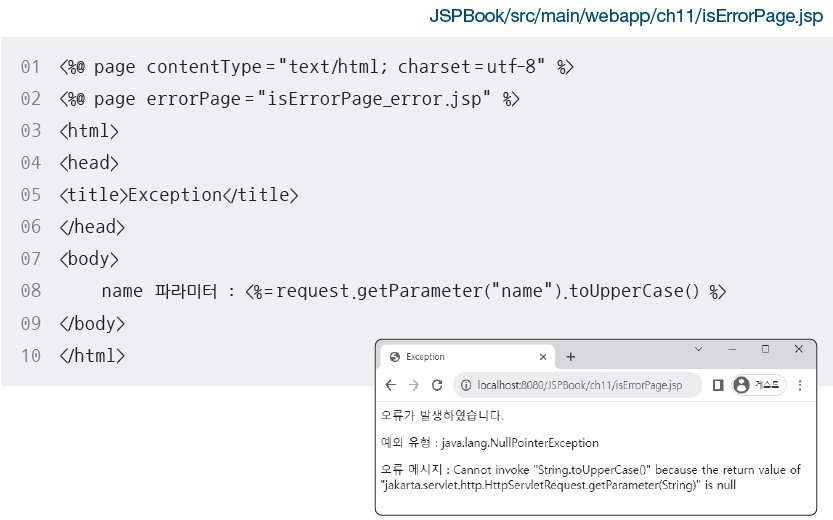 JSPBook/src/main/webapp/ch11/isErrorPage.jsp
01 <%@ page contentType="text/html; charset=utf-8" %>
02 <%@ page errorPage="isErrorPage_error.jsp" %>
03 <html>
04 <head>
05 <title>Exception</title>
06 </head>
07 <body>
08 name 파라미터 : <%=request.getParameter("name").toUpperCase() %>
09 </body>
10 </html>
Exception
localhost:8080/JSPBook/ch11/isErrorPage.jsp
게스트
오류가 발생하였습니다.
예외 유형 : java.lang.NullPointerException
오류 메시지 : Cannot invoke "String.toUpperCase()" because the return value of
"jakarta.servlet.http.HttpServletRequest.getParameter(String)" is null